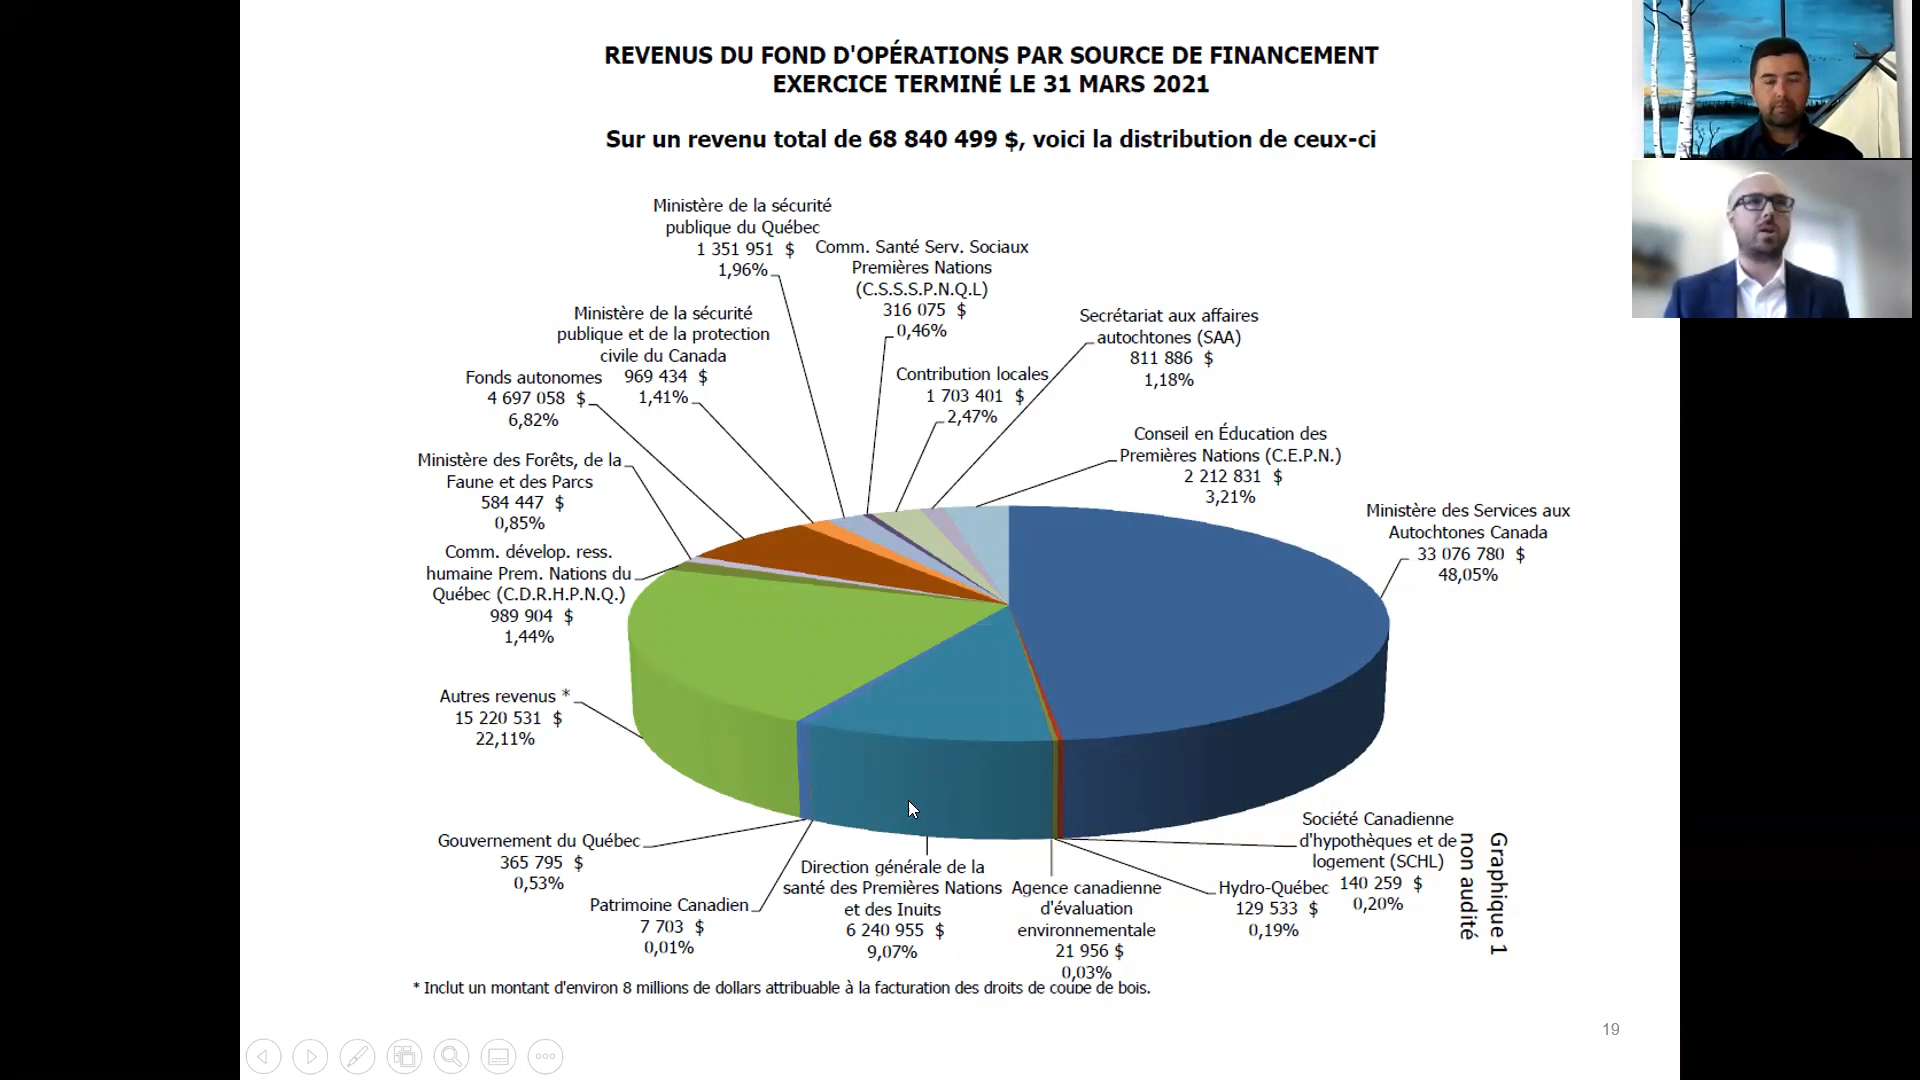 REVENUS DU FOND D'OPÉRATIONS PAR SOURCE DE FINANCEMENT
EXERCICE TERMINÉ LE 31 MARS 2021
Sur un revenu total de 68 840 499 $, voici la distribution de ceux-ci
Ministère de la sécurité
publique du Québec
1 351 951 $
1,96%
Comm. Santé Serv. Sociaux
Premières Nations
(C.S.S.S.P.N.Q.L)
316 075 $
0,46%
Ministère de la sécurité
publique et de la protection
civile du Canada
969 434 $
1,41%
Secrétariat aux affaires
autochtones (SAA)
811 886 $
1,18%
Fonds autonomes
4 697 058 $
6,82%
Contribution locales
1 703 401 $
2,47%
Conseil en Éducation des
Premières Nations (C.E.P.N.)
2 212 831 $
3,21%
Ministère des Forêts, de la
Faune et des Parcs
584 447 $
0,85%
Ministère des Services aux
Autochtones Canada
33 076 780 $
48,05%
Comm. dévelop. ress.
humaine Prem. Nations du
Québec (C.D.R.H.P.N.Q.)
989 904 $
1,44%
Autres revenus *
15 220 531 $
22,11%
Gouvernement du Québec
365 795 $
0,53%
Patrimoine Canadien
7 703 $
0,01%
Direction générale de la
santé des Premières Nations
et des Inuits
6 240 955 $
9,07%
Agence canadienne
d'évaluation
environnementale
21 956 $
0,03%
Hydro-Québec
129 533 $
0,19%
Société Canadienne
d'hypothèques et de
logement (SCHL)
140 259 $
0,20%
Graphique 1
non audité
* Inclut un montant d'environ 8 millions de dollars attribuable à la facturation des droits de coupe de bois.
19